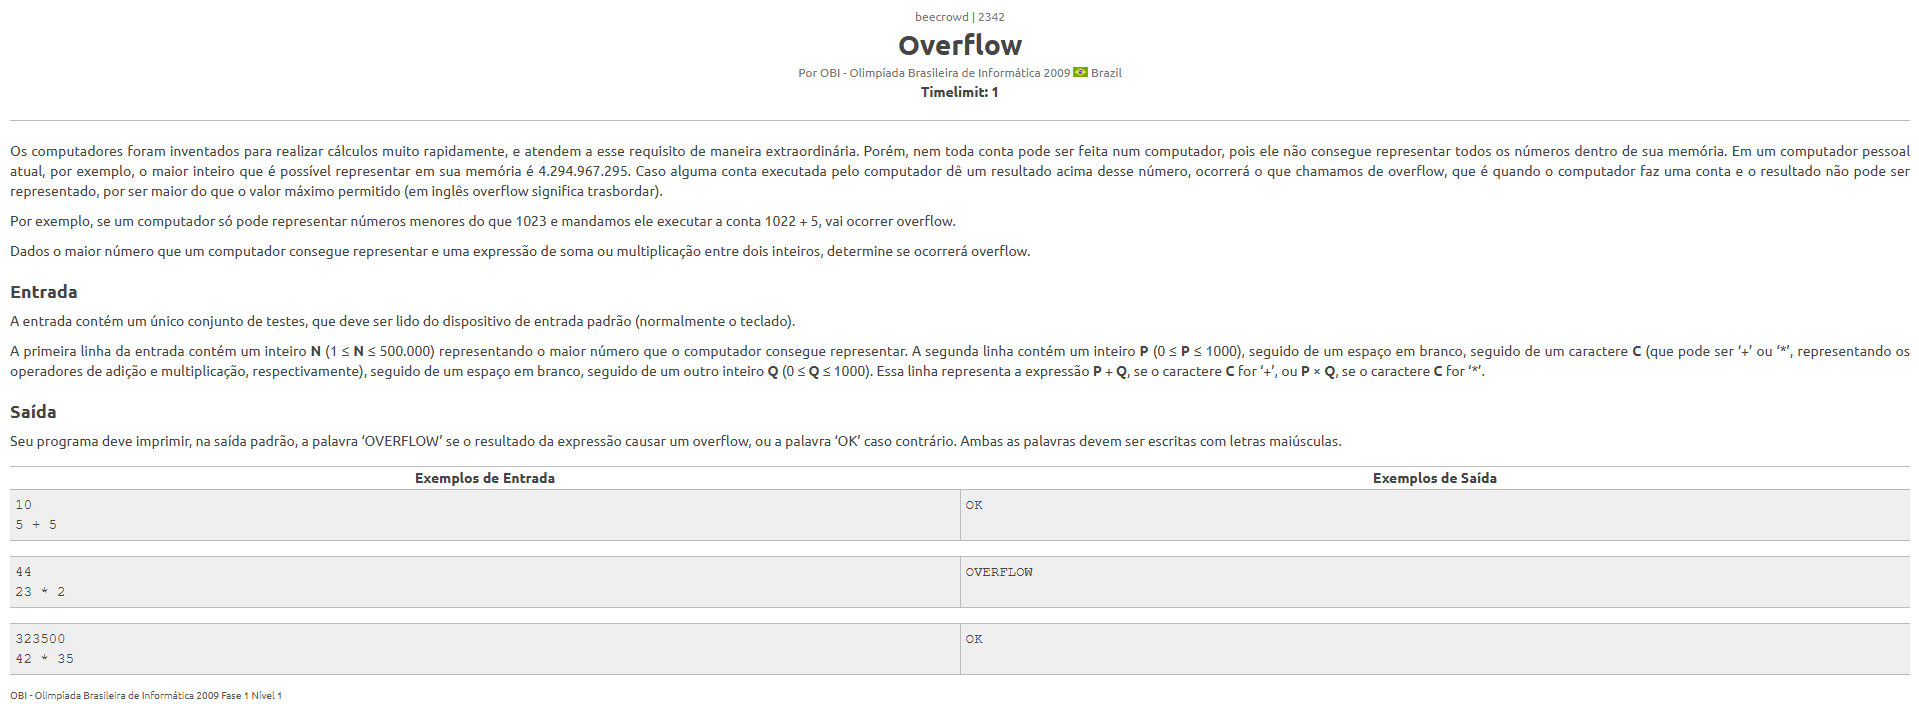 beecrowd | 2342
Overflow
Por OBI - Olimpíada Brasileira de Informática 2009 Brazil
Timelimit: 1
Os computadores foram inventados para realizar cálculos muito rapidamente, e atendem a esse requisito de maneira extraordinária. Porém, nem toda conta pode ser feita num computador, pois ele não consegue representar todos os números dentro de sua memória. Em um computador pessoal
atual, por exemplo, o maior inteiro que é possível representar em sua memória é 4.294.967.295. Caso alguma conta executada pelo computador dê um resultado acima desse número, ocorrerá o que chamamos de overflow, que é quando o computador faz uma conta e o resultado não pode ser
representado, por ser maior do que o valor máximo permitido (em inglês overflow significa trasbordar).
Por exemplo, se um computador só pode representar números menores do que 1023 e mandamos ele executar a conta 1022 + 5, vai ocorrer overflow.
Dados o maior número que um computador consegue representar e uma expressão de soma ou multiplicação entre dois inteiros, determine se ocorrerá overflow.
Entrada
A entrada contém um único conjunto de testes, que deve ser lido do dispositivo de entrada padrão (normalmente o teclado).
A primeira linha da entrada contém um inteiro N (1 ≤ N ≤ 500.000) representando o maior número que o computador consegue representar. A segunda linha contém um inteiro P (0 ≤ P ≤ 1000), seguido de um espaço em branco, seguido de um caractere C (que pode ser ‘+’ ou ‘*’, representando os
operadores de adição e multiplicação, respectivamente), seguido de um espaço em branco, seguido de um outro inteiro Q (0 ≤ Q ≤ 1000). Essa linha representa a expressão P + Q, se o caractere C for ‘+’, ou P × Q, se o caractere C for ‘*’.
Saída
Seu programa deve imprimir, na saída padrão, a palavra ‘OVERFLOW’ se o resultado da expressão causar um overflow, ou a palavra ‘OK’ caso contrário. Ambas as palavras devem ser escritas com letras maiúsculas.
Exemplos de Entrada Exemplos de Saída
10 OK
5 + 5
44 OVERFLOW
23 * 2
323500 OK
42 * 35
OBI - Olimpíada Brasileira de Informática 2009 Fase 1 Nível 1